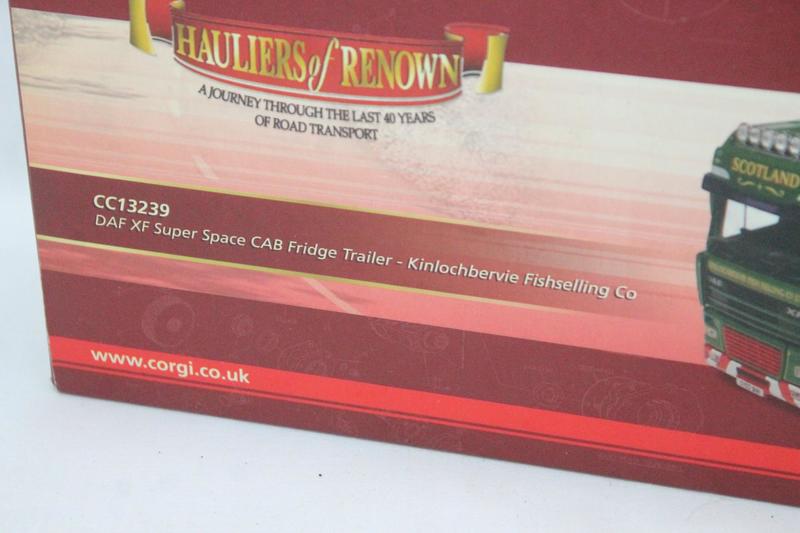 HAULIERS of RENOWN
A JOURNEY THROUGH THE LAST 40 YEARS
OF ROAD TRANSPORT
SCOTLAND
CC13239
DAF XF Super Space CAB Fridge Trailer - Kinlochbervie Fishselling Co
www.corgi.co.uk